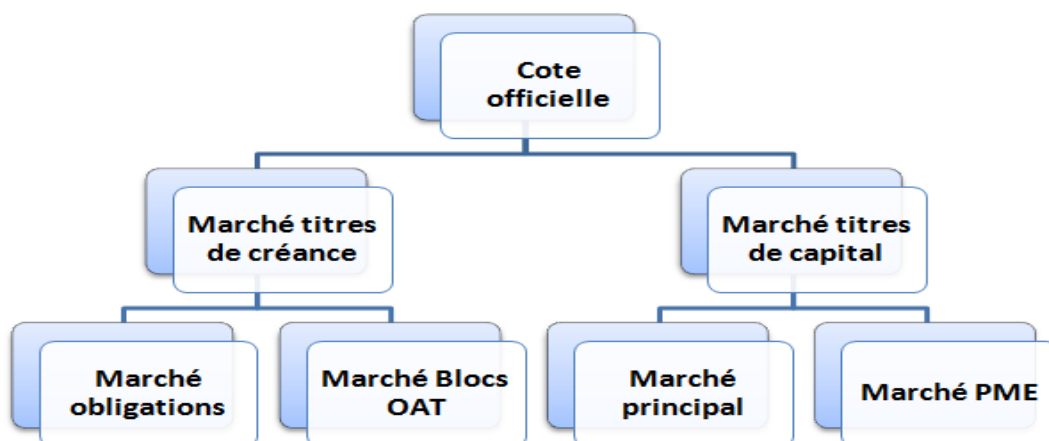 Cote
officielle
Marché titres
de créance
Marché titres
de capital
Marché
obligations
Marché Blocs
OAT
Marché
principal
Marché PME